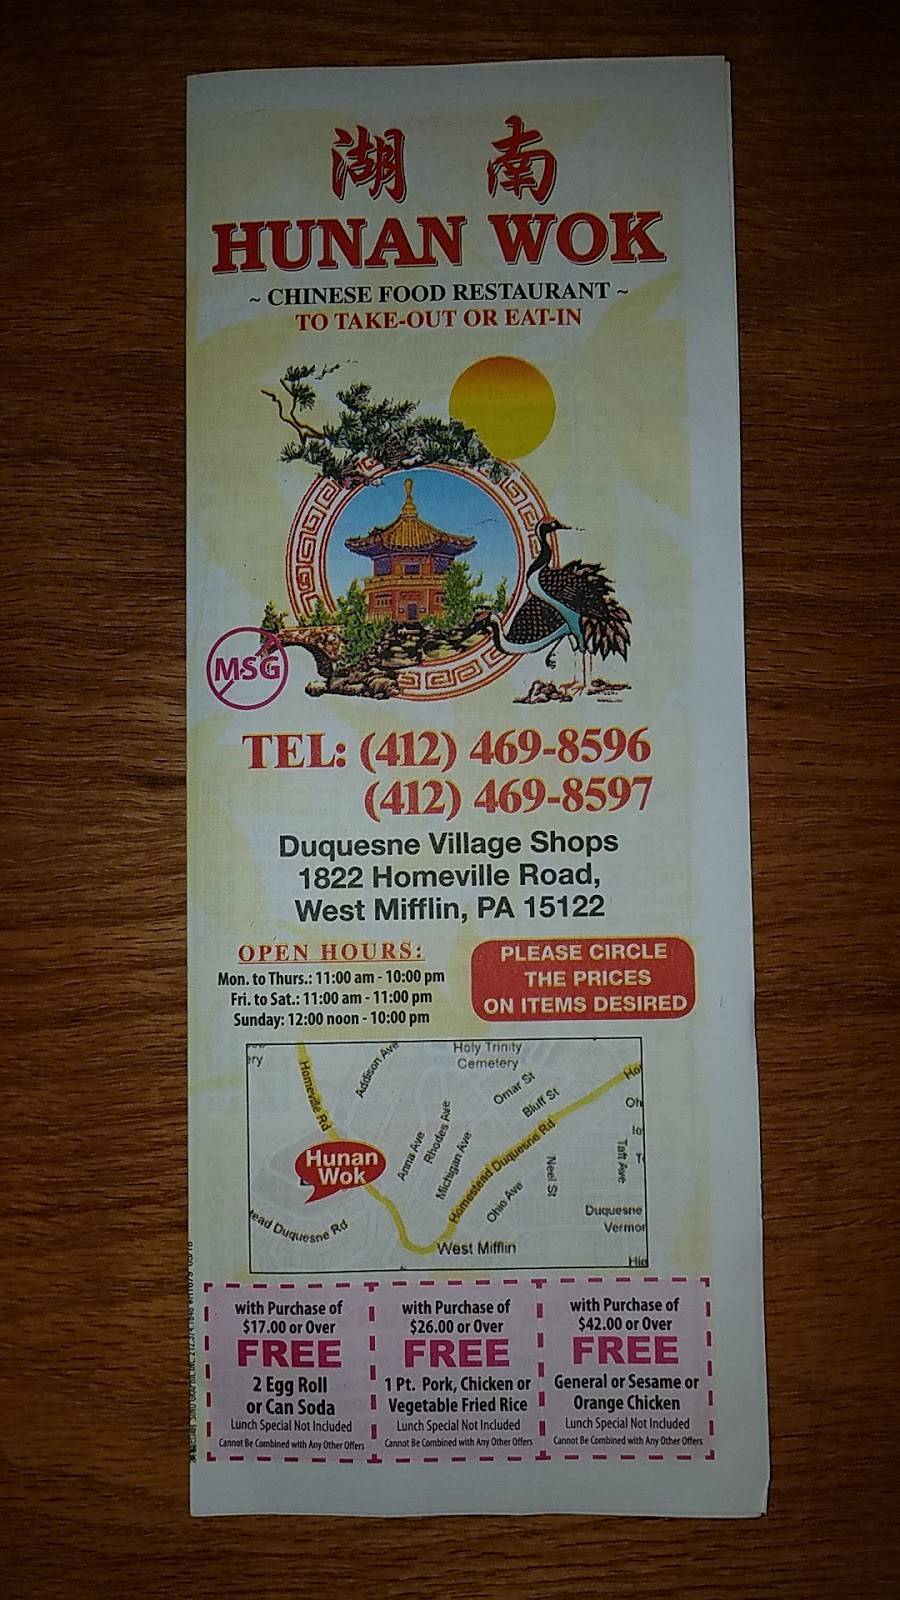 湖 南
HUNAN WOK
~ CHINESE FOOD RESTAURANT ~
TO TAKE-OUT OR EAT-IN
MSG
TEL: (412) 469-8596
(412) 469-8597
Duquesne Village Shops
1822 Homeville Road,
West Mifflin, PA 15122
OPEN HOURS:
Mon. to Thurs.: 11:00 am - 10:00 pm
Fri. to Sat.: 11:00 am - 11:00 pm
Sunday: 12:00 noon - 10:00 pm
PLEASE CIRCLE
THE PRICES
ON ITEMS DESIRED
ery
Homeville Rd
Addison Ave
Holy Trinity
Cemetery
Omar St
Bluff St
Ho
Oh
Io
Taft Ave
Anna Ave
Rhodes Ave
Michigan Ave
Homestead Duquesne Rd
Neel St
Ohio Ave
Hunan
Wok
ead Duquesne Rd
Duquesne
Vermor
West Mifflin
Hig
with Purchase of
$17.00 or Over
FREE
2 Egg Roll
or Can Soda
Lunch Special Not Included
Cannot Be Combined with Any Other Offers
with Purchase of
$26.00 or Over
FREE
1 Pt. Pork, Chicken or
Vegetable Fried Rice
Lunch Special Not Included
Cannot Be Combined with Any Other Offers
with Purchase of
$42.00 or Over
FREE
General or Sesame or
Orange Chicken
Lunch Special Not Included
Cannot Be Combined with Any Other Offers